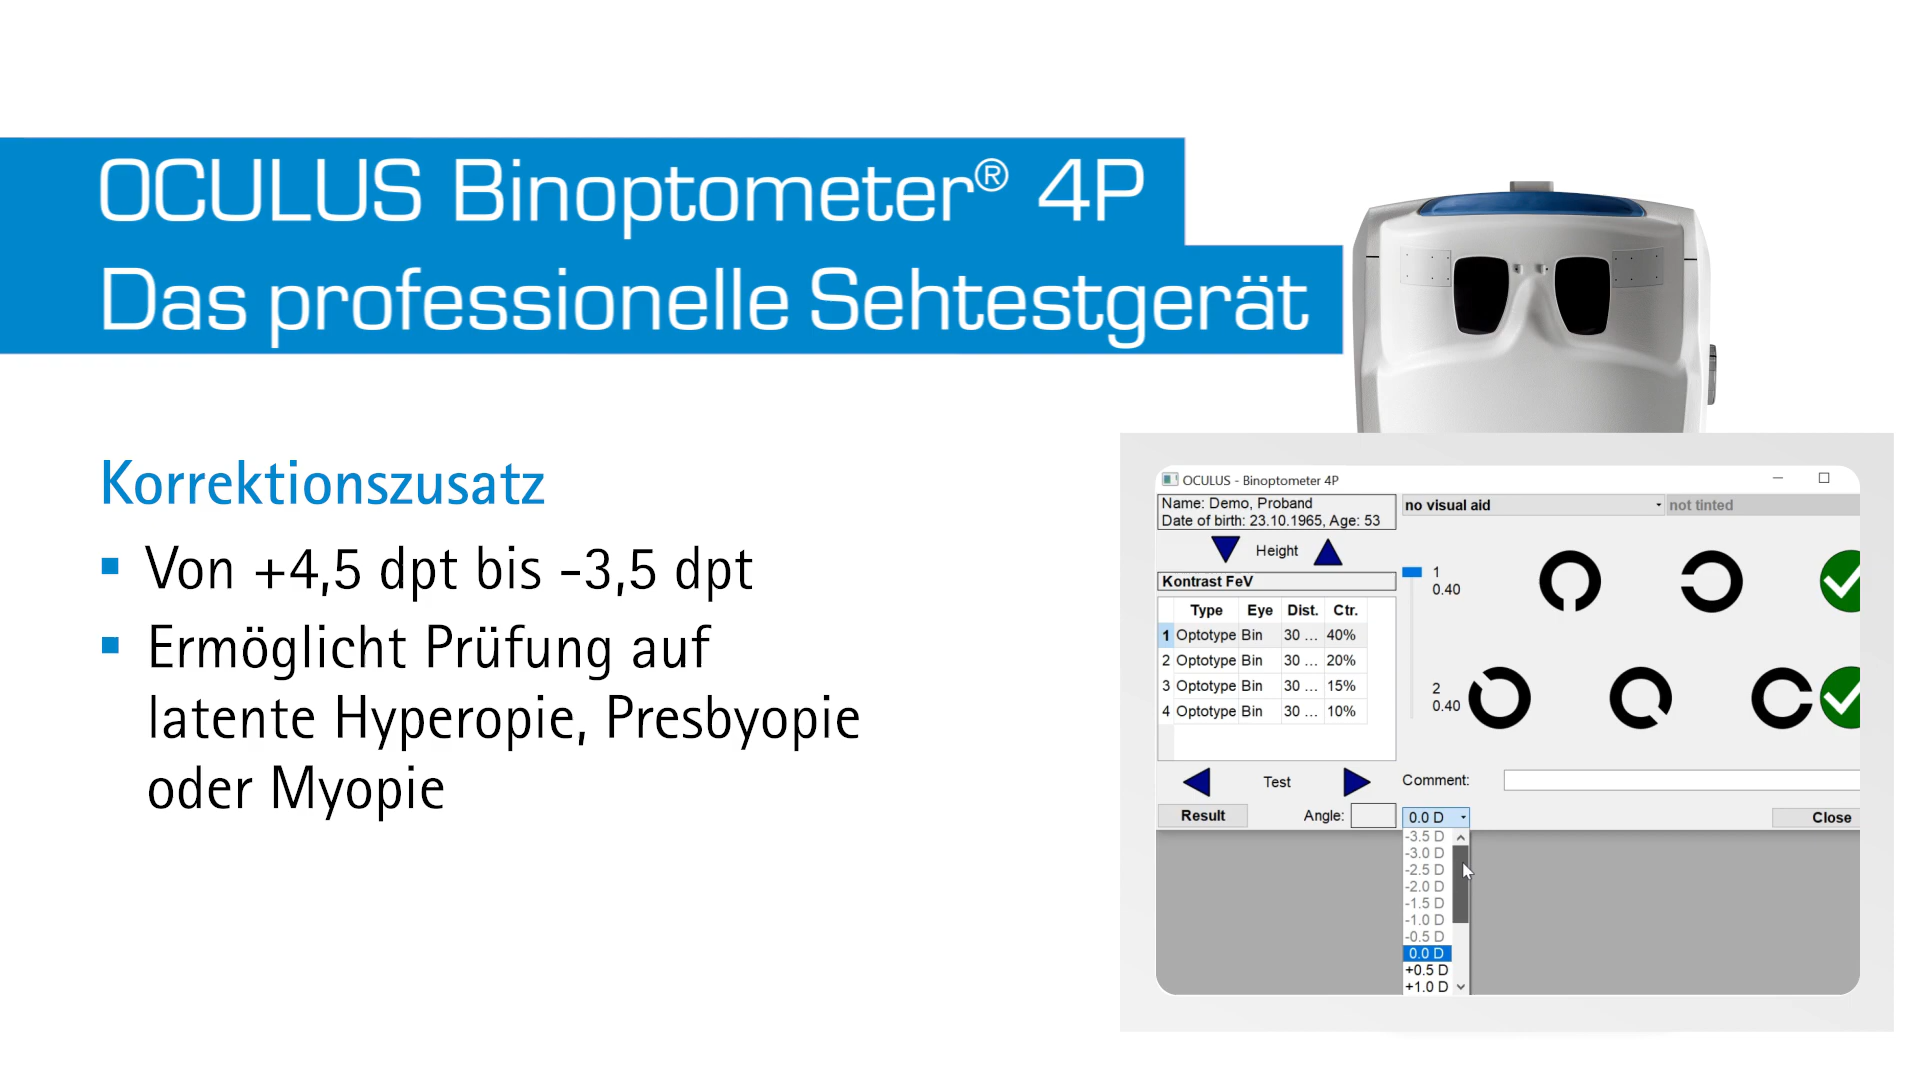 OCULUS Binoptometer® 4P
Das professionelle Sehtestgerät
Korrektionszusatz
Von +4,5 dpt bis -3,5 dpt
Ermöglicht Prüfung auf
latente Hyperopie, Presbyopie
oder Myopie
OCULUS - Binoptometer 4P
Name: Demo, Proband
Date of birth: 23.10.1965, Age: 53
no visual aid
not tinted
Height
Kontrast FeV
Type Eye Dist. Ctr.
1 Optotype Bin 30 ... 40%
2 Optotype Bin 30 ... 20%
3 Optotype Bin 30 ... 15%
4 Optotype Bin 30 ... 10%
1
0.40
2
0.40
Test
Comment:
Result
Angle:
0.0 D
Close
-3.5 D
-3.0 D
-2.5 D
-2.0 D
-1.5 D
-1.0 D
-0.5 D
0.0 D
+0.5 D
+1.0 D